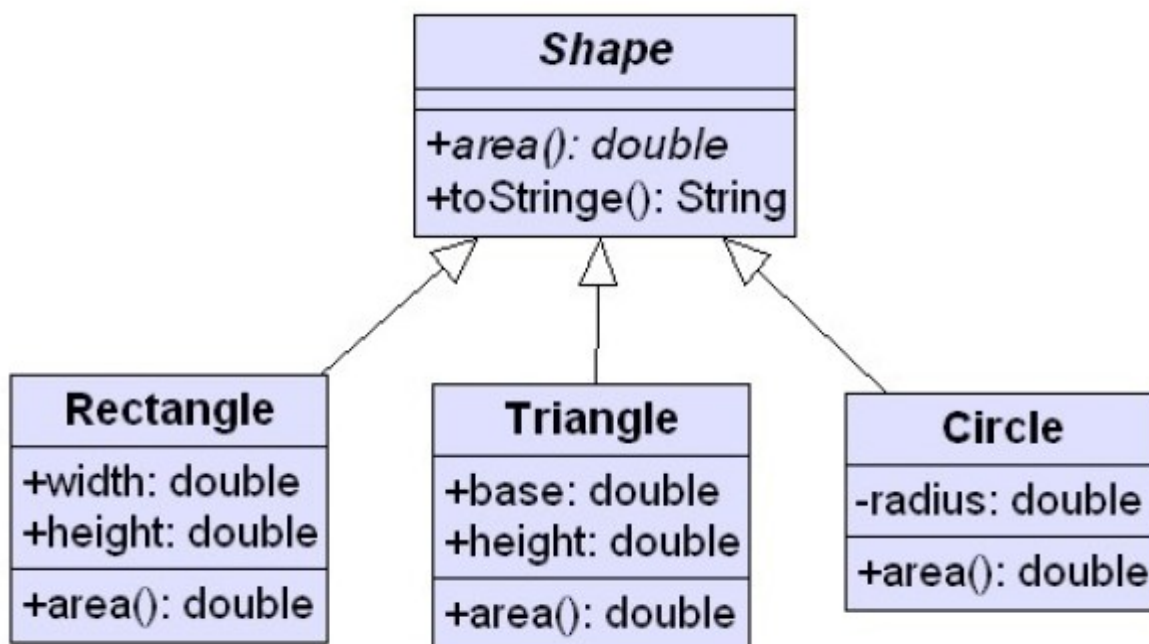 Shape
+area(): double
+toStringe(): String
Rectangle
+width: double
+height: double
+area(): double
Triangle
+base: double
+height: double
+area(): double
Circle
-radius: double
+area(): double